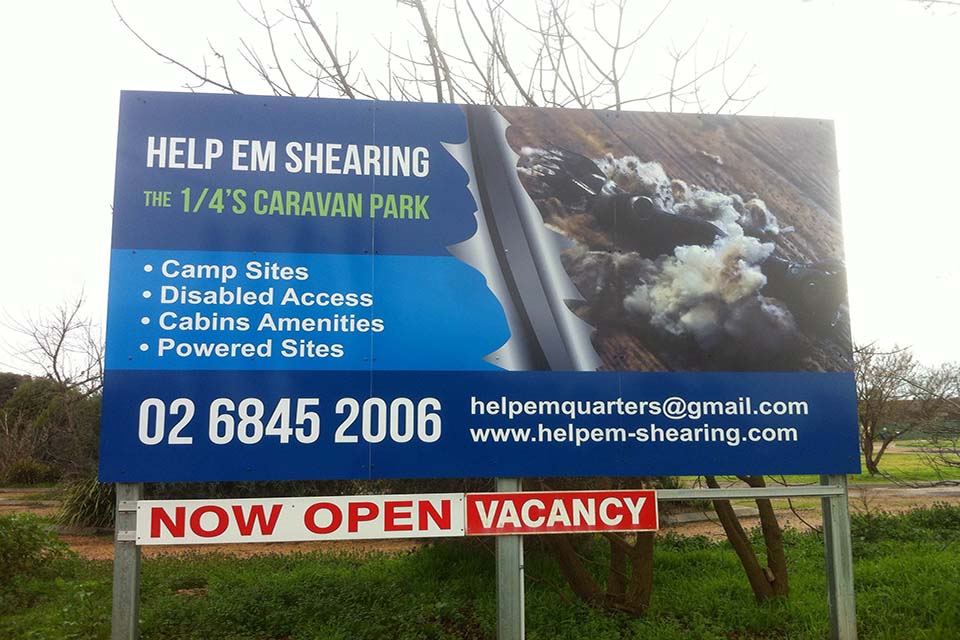 HELP EM SHEARING
THE 1/4'S CARAVAN PARK
• Camp Sites
• Disabled Access
• Cabins Amenities
• Powered Sites
02 6845 2006
helpemquarters@gmail.com
www.helpem-shearing.com
NOW OPEN
VACANCY